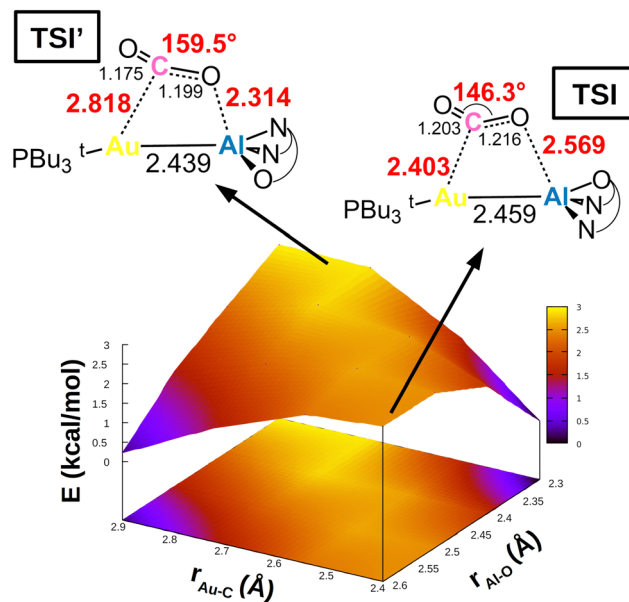 TSI’
O C O 159.5°
1.175 1.199
2.818 2.314
Au Al N N O
PBu3 t 2.439
TSI
O C O 146.3°
1.203 1.216
2.403 2.569
Au Al O N N
PBu3 t 2.459
E (kcal/mol)
3
2.5
2
1.5
1
0.5
0
3
2.5
2
1.5
1
0.5
0
2.9 2.8 2.7 2.6 2.5 2.4
rAu-C (Å)
2.6 2.55 2.5 2.45 2.4 2.35 2.3
rAl-O (Å)